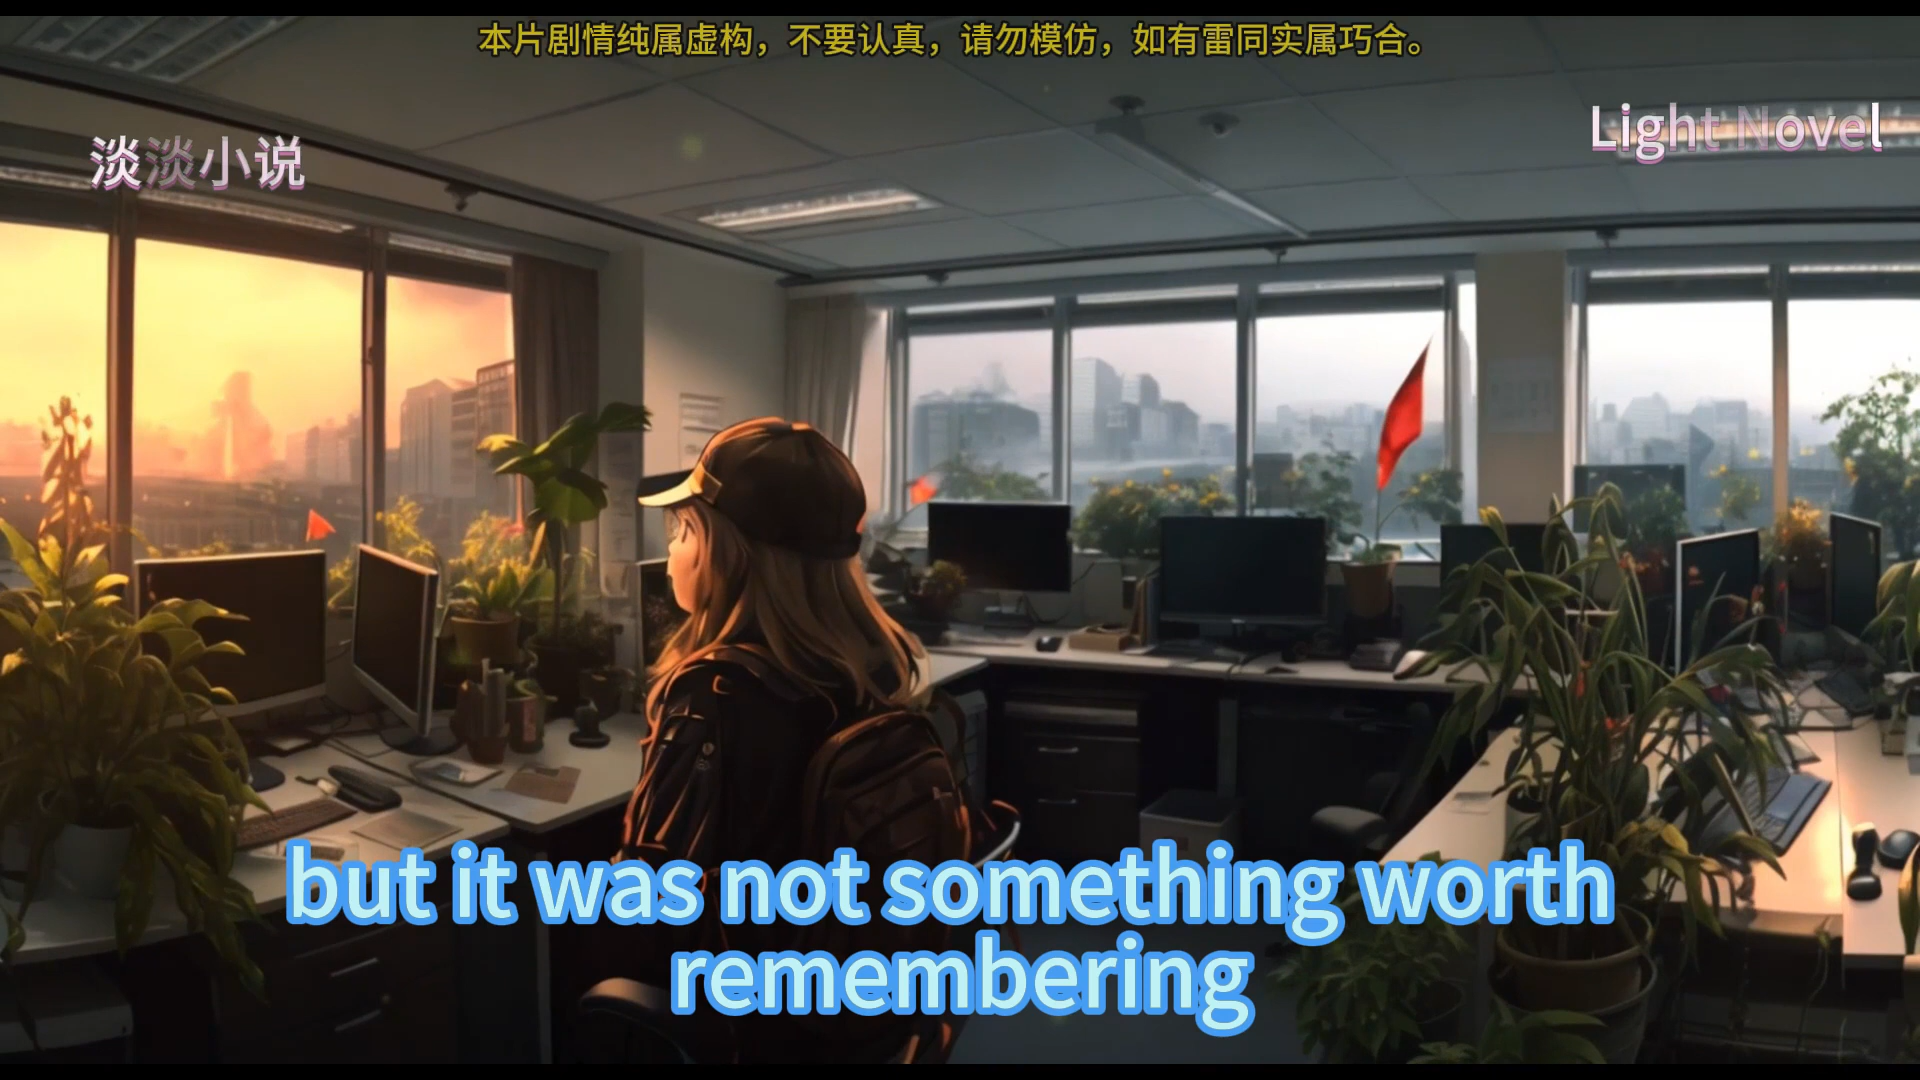 本片剧情纯属虚构，不要认真，请勿模仿，如有雷同实属巧合。
淡淡小说
Light Novel
but it was not something worth
remembering